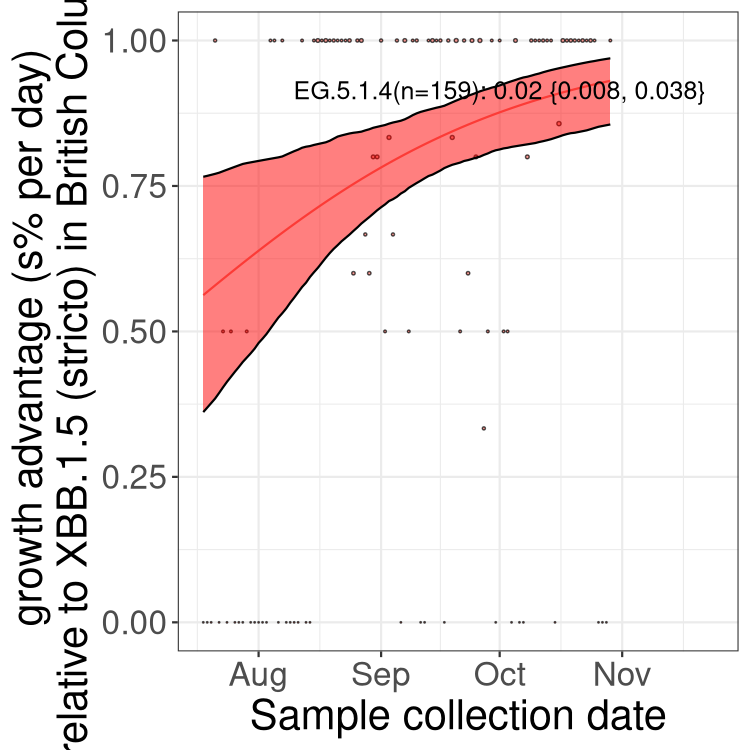 growth advantage (s% per day)
relative to XBB.1.5 (stricto) in British Colu
1.00
0.75
0.50
0.25
0.00
EG.5.1.4(n=159): 0.02 {0.008, 0.038}
Aug Sep Oct Nov
Sample collection date